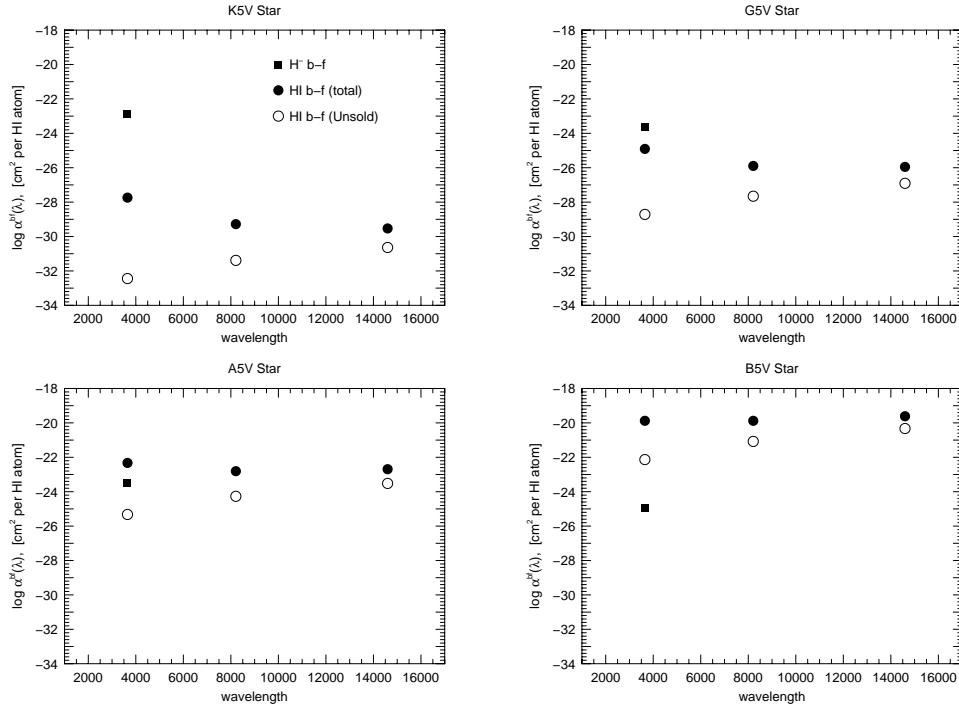 K5V Star
−18
−20
−22
−24
−26
−28
−30
−32
−34
log α^bf(λ), [cm² per HI atom]
H⁻ b−f
HI b−f (total)
HI b−f (Unsold)
2000 4000 6000 8000 10000 12000 14000 16000
wavelength
G5V Star
−18
−20
−22
−24
−26
−28
−30
−32
−34
log α^bf(λ), [cm² per HI atom]
2000 4000 6000 8000 10000 12000 14000 16000
wavelength
A5V Star
−18
−20
−22
−24
−26
−28
−30
−32
−34
log α^bf(λ), [cm² per HI atom]
2000 4000 6000 8000 10000 12000 14000 16000
wavelength
B5V Star
−18
−20
−22
−24
−26
−28
−30
−32
−34
log α^bf(λ), [cm² per HI atom]
2000 4000 6000 8000 10000 12000 14000 16000
wavelength